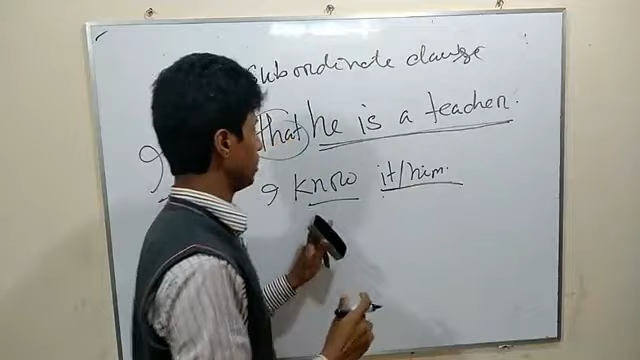 subordinate clause
I that he is a teacher.
I know it/him.